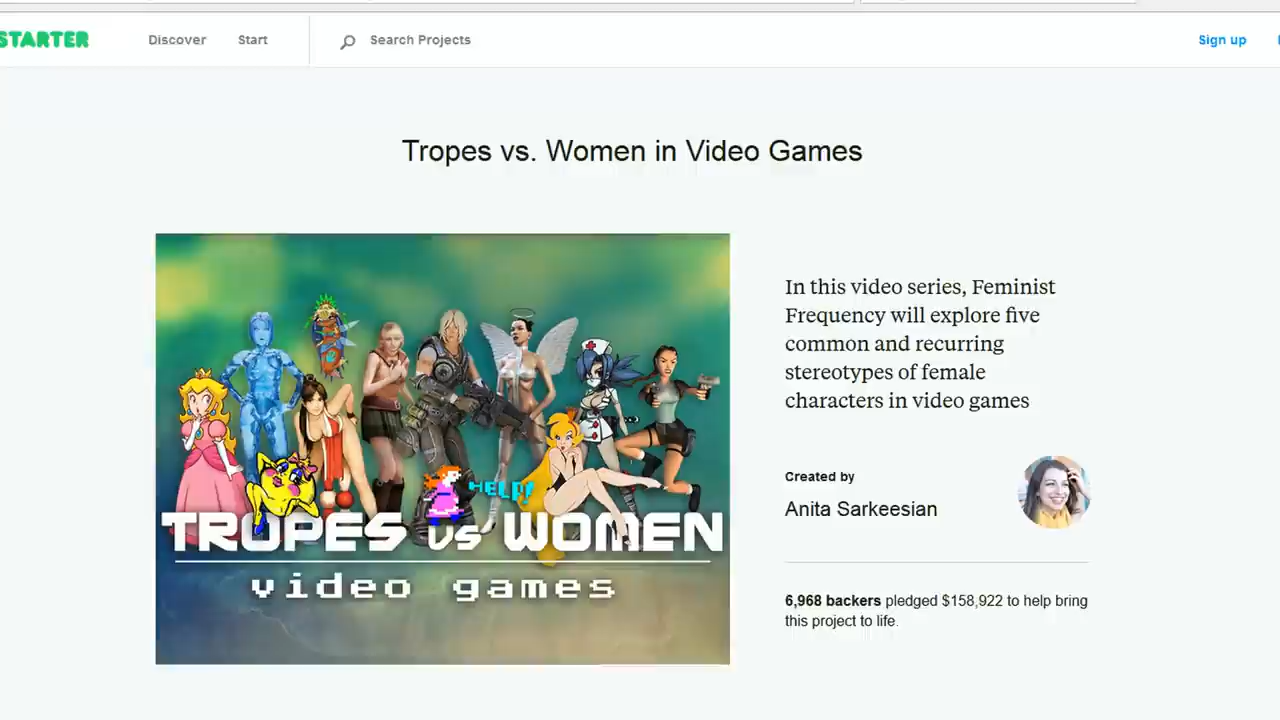 STARTER
Discover
Start
Search Projects
Sign up
Tropes vs. Women in Video Games
In this video series, Feminist
Frequency will explore five
common and recurring
stereotypes of female
characters in video games
HELP!
TROPES VS WOMEN
video games
Created by
Anita Sarkeesian
6,968 backers pledged $158,922 to help bring
this project to life.